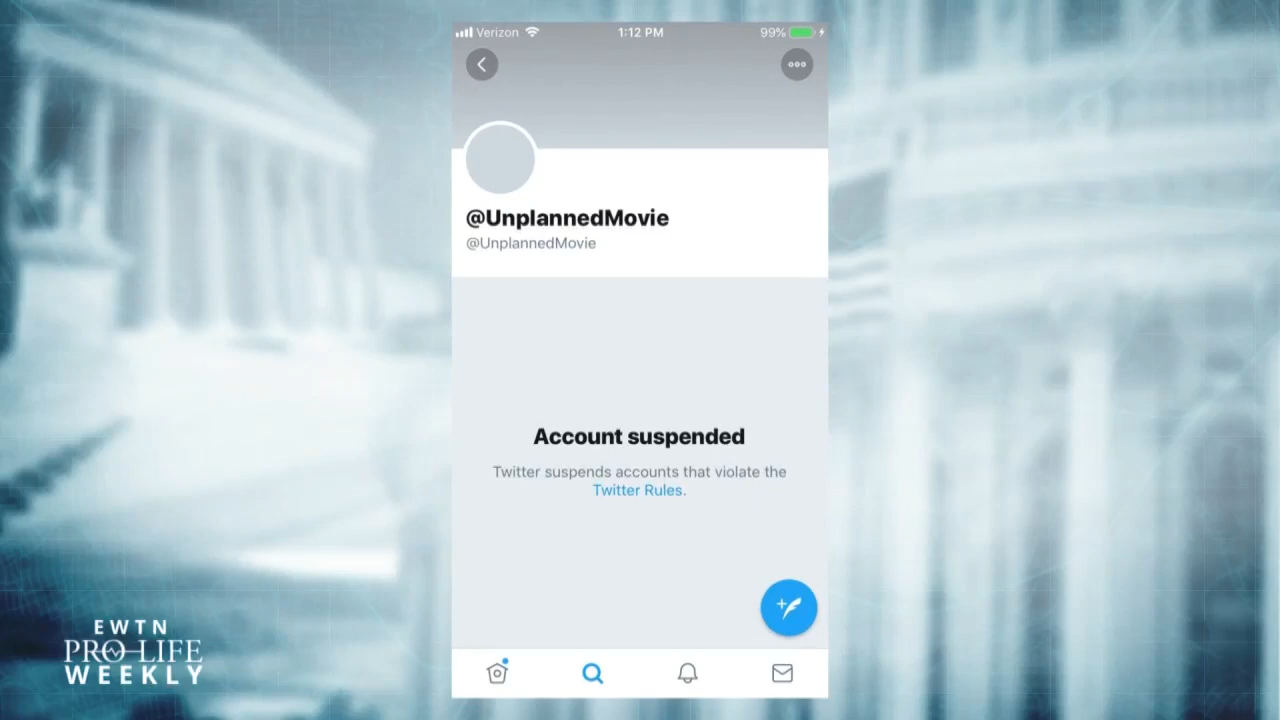 Verizon 1:12 PM 99%
@UnplannedMovie
@UnplannedMovie
Account suspended
Twitter suspends accounts that violate the
Twitter Rules.
EWTN
PRO-LIFE
WEEKLY